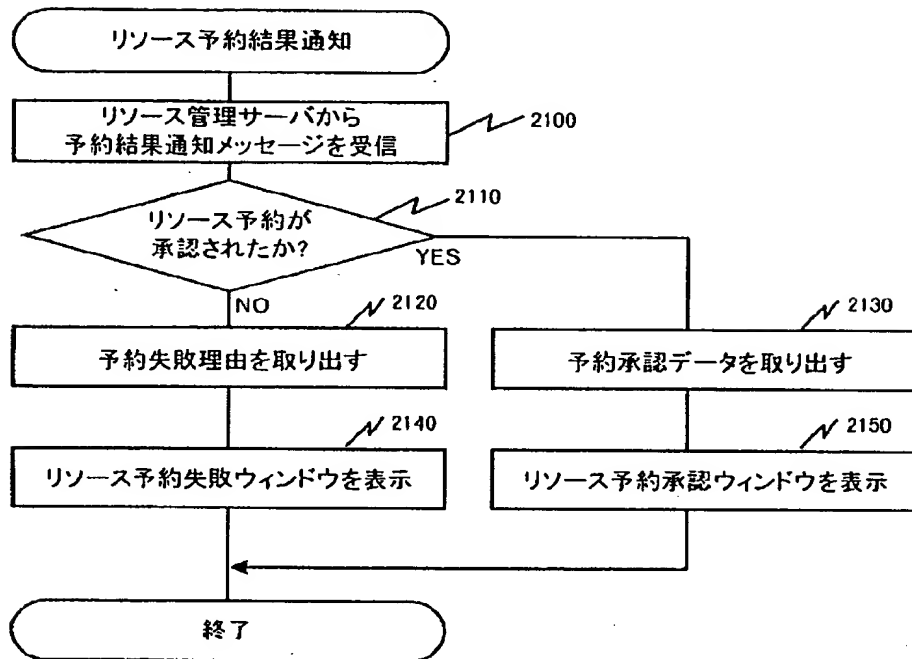 リソース予約結果通知
リソース管理サーバから
予約結果通知メッセージを受信
2100
リソース予約が
承認されたか?
2110
YES
NO
2120
予約失敗理由を取り出す
2130
予約承認データを取り出す
2140
リソース予約失敗ウィンドウを表示
2150
リソース予約承認ウィンドウを表示
終了